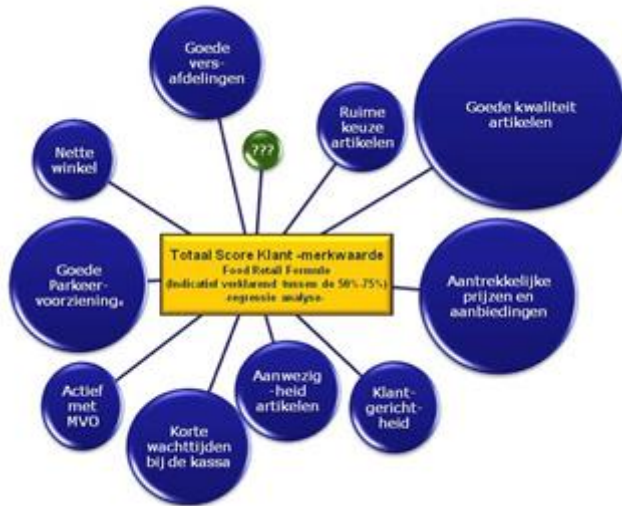 Goede
vers-
afdelingen
???
Ruime
keuze
artikelen
Goede kwaliteit
artikelen
Nette
winkel
Totaal Score Klant -merkwaarde
Food Retail Formule
(Indicatief verklarend tussen de 50%-75%)
regressie analyse.
Goede
Parkeer-
voorziening.
Aantrekkelijke
prijzen en
aanbiedingen
Actief
met
MVO
Korte
wachttijden
bij de kassa
Aanwezig
-heid
artikelen
Klant-
gericht-
heid